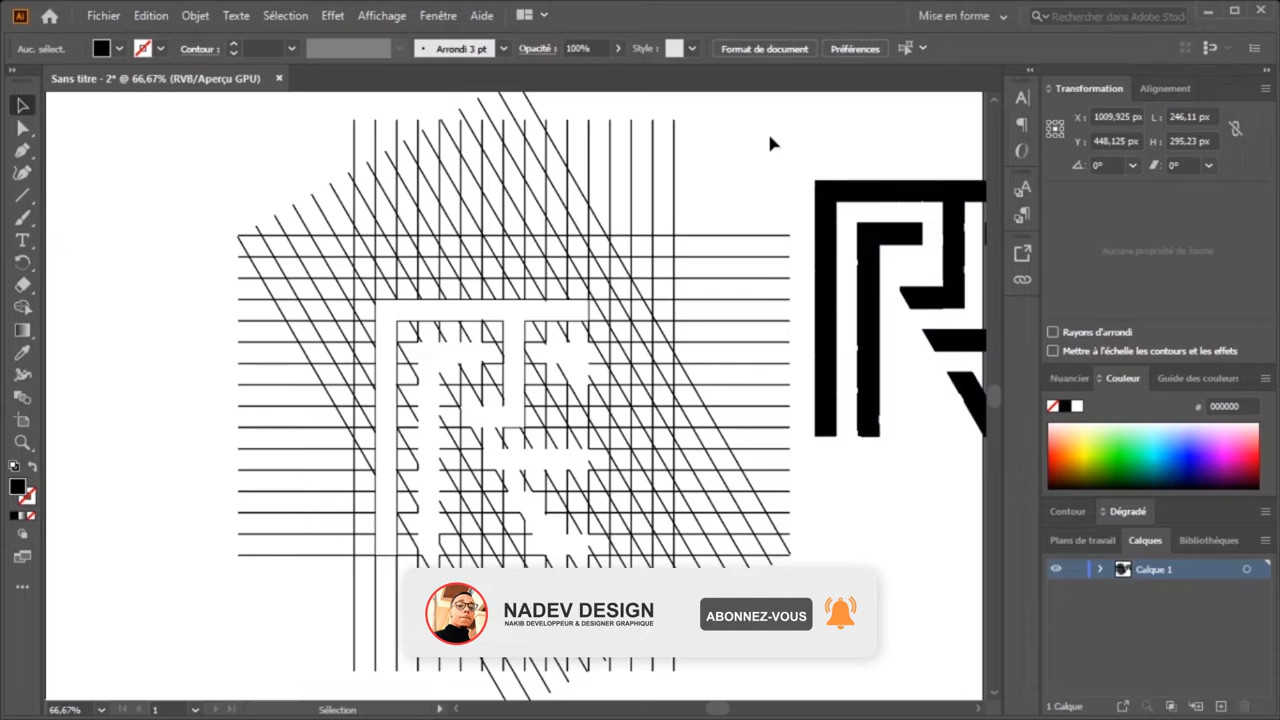 Ai
Fichier Edition Objet Texte Sélection Effet Affichage Fenêtre Aide
Mise en forme
Rechercher dans Adobe Stod
Auc. sélect.
Contour :
Arrondi 3 pt
Opacité : 100%
Style :
Format de document
Préférences
Sans titre - 2* @ 66,67% (RVB/Aperçu GPU) ×
Transformation Alignement
X : 1009,925 px L : 246,11 px
Y : 448,125 px H : 295,23 px
0° 0°
Aucune propriété de forme
Rayons d'arrondi
Mettre à l'échelle les contours et les effets
Nuancier Couleur Guide des couleurs
# 000000
Contour Dégradé
Plans de travail Calques Bibliothèques
Calque 1
NADEV DESIGN
NAKIB DEVELOPPEUR & DESIGNER GRAPHIQUE
ABONNEZ-VOUS
66,67% 1 Sélection
1 Calque